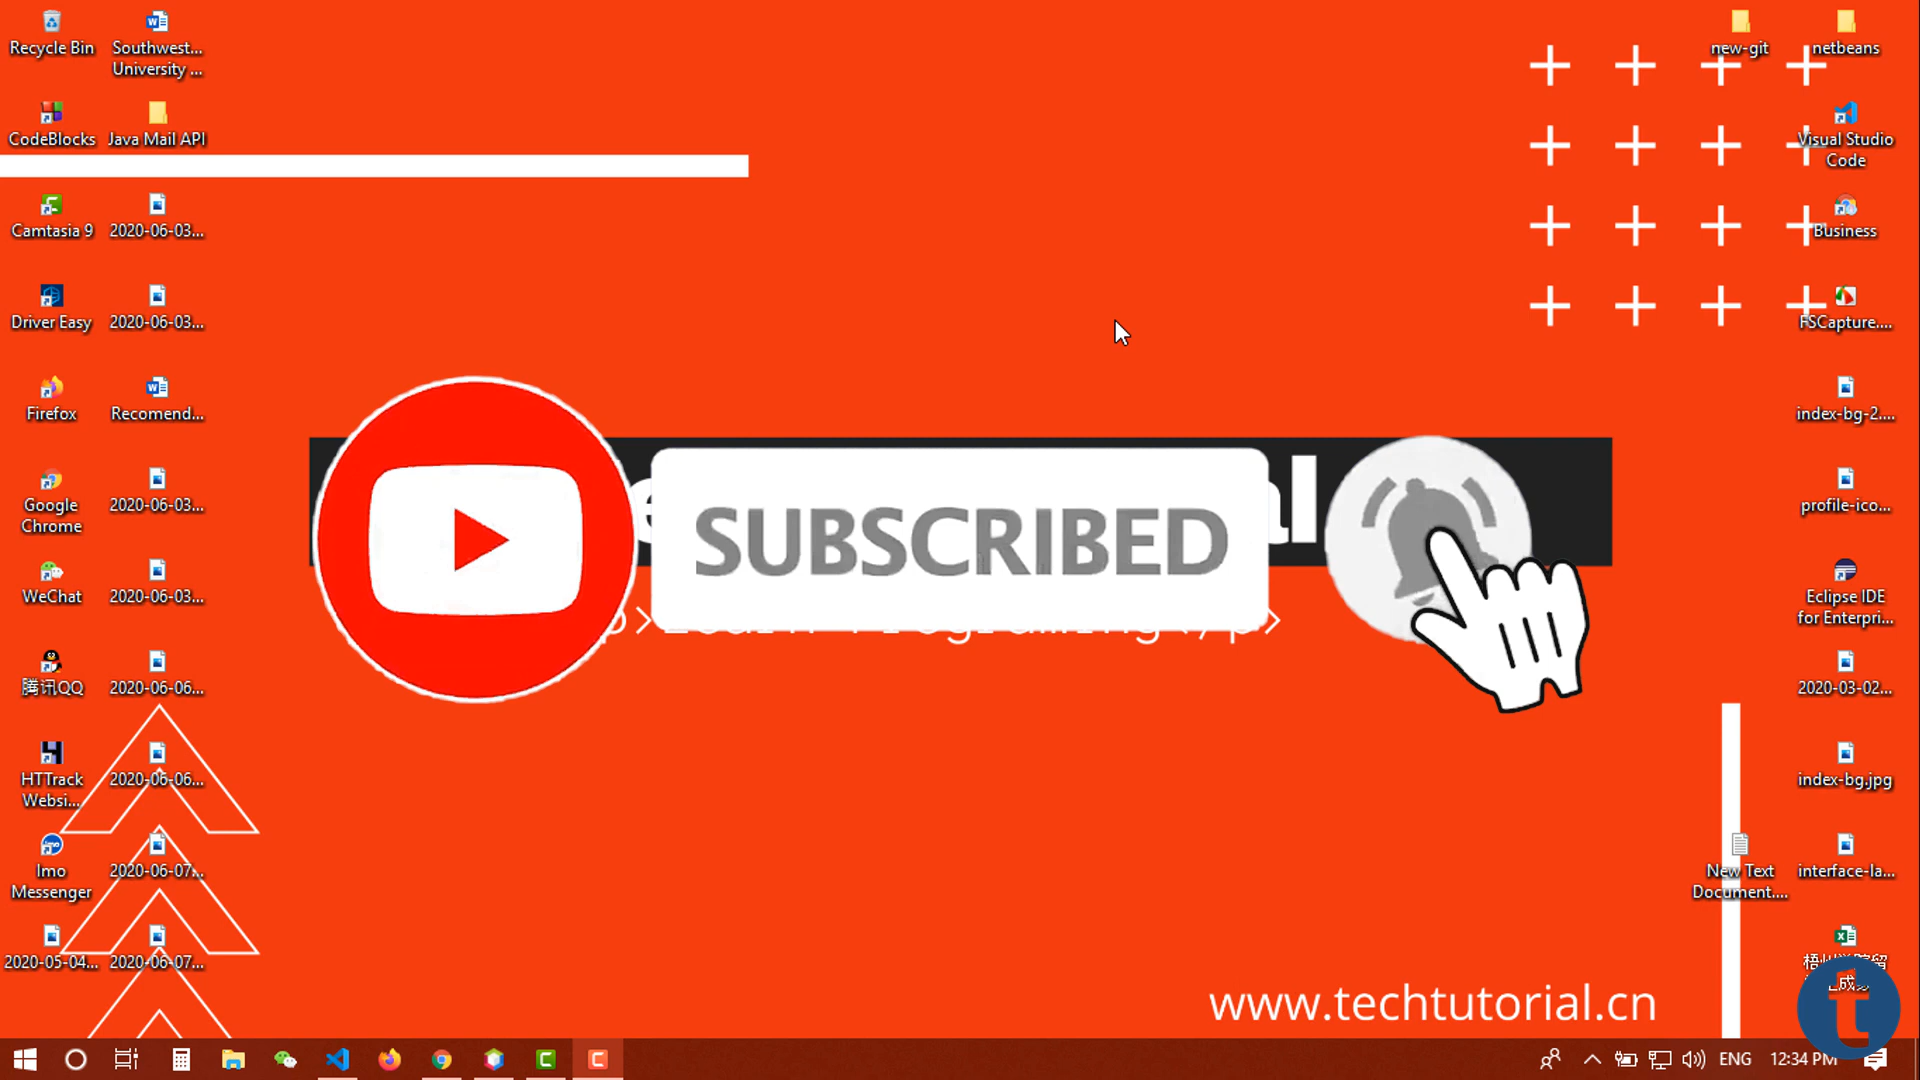 Recycle Bin
Southwest...
University ...
new-git
netbeans
CodeBlocks
Java Mail API
Visual Studio
Code
Camtasia 9
2020-06-03...
Business
Driver Easy
2020-06-03...
FSCapture....
Firefox
Recomend...
index-bg-2....
Google
Chrome
2020-06-03...
profile-ico...
SUBSCRIBED
WeChat
2020-06-03...
Eclipse IDE
for Enterpri...
腾讯QQ
2020-06-06...
2020-03-02...
HTTrack
Websi...
2020-06-06...
index-bg.jpg
Imo
Messenger
2020-06-07...
New Text
Document....
interface-la...
2020-05-04...
2020-06-07...
www.techtutorial.cn
t
ENG
12:34 PM